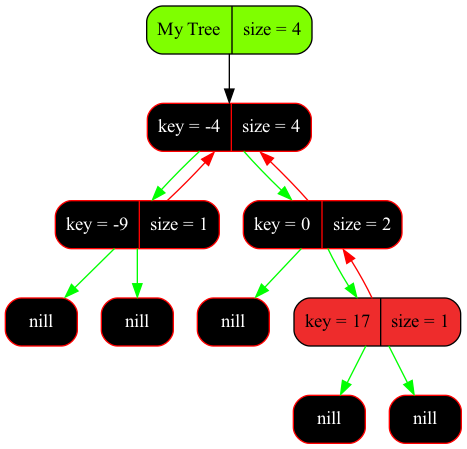 My Tree size = 4
key = -4 size = 4
key = -9 size = 1
key = 0 size = 2
nill
nill
nill
key = 17 size = 1
nill
nill